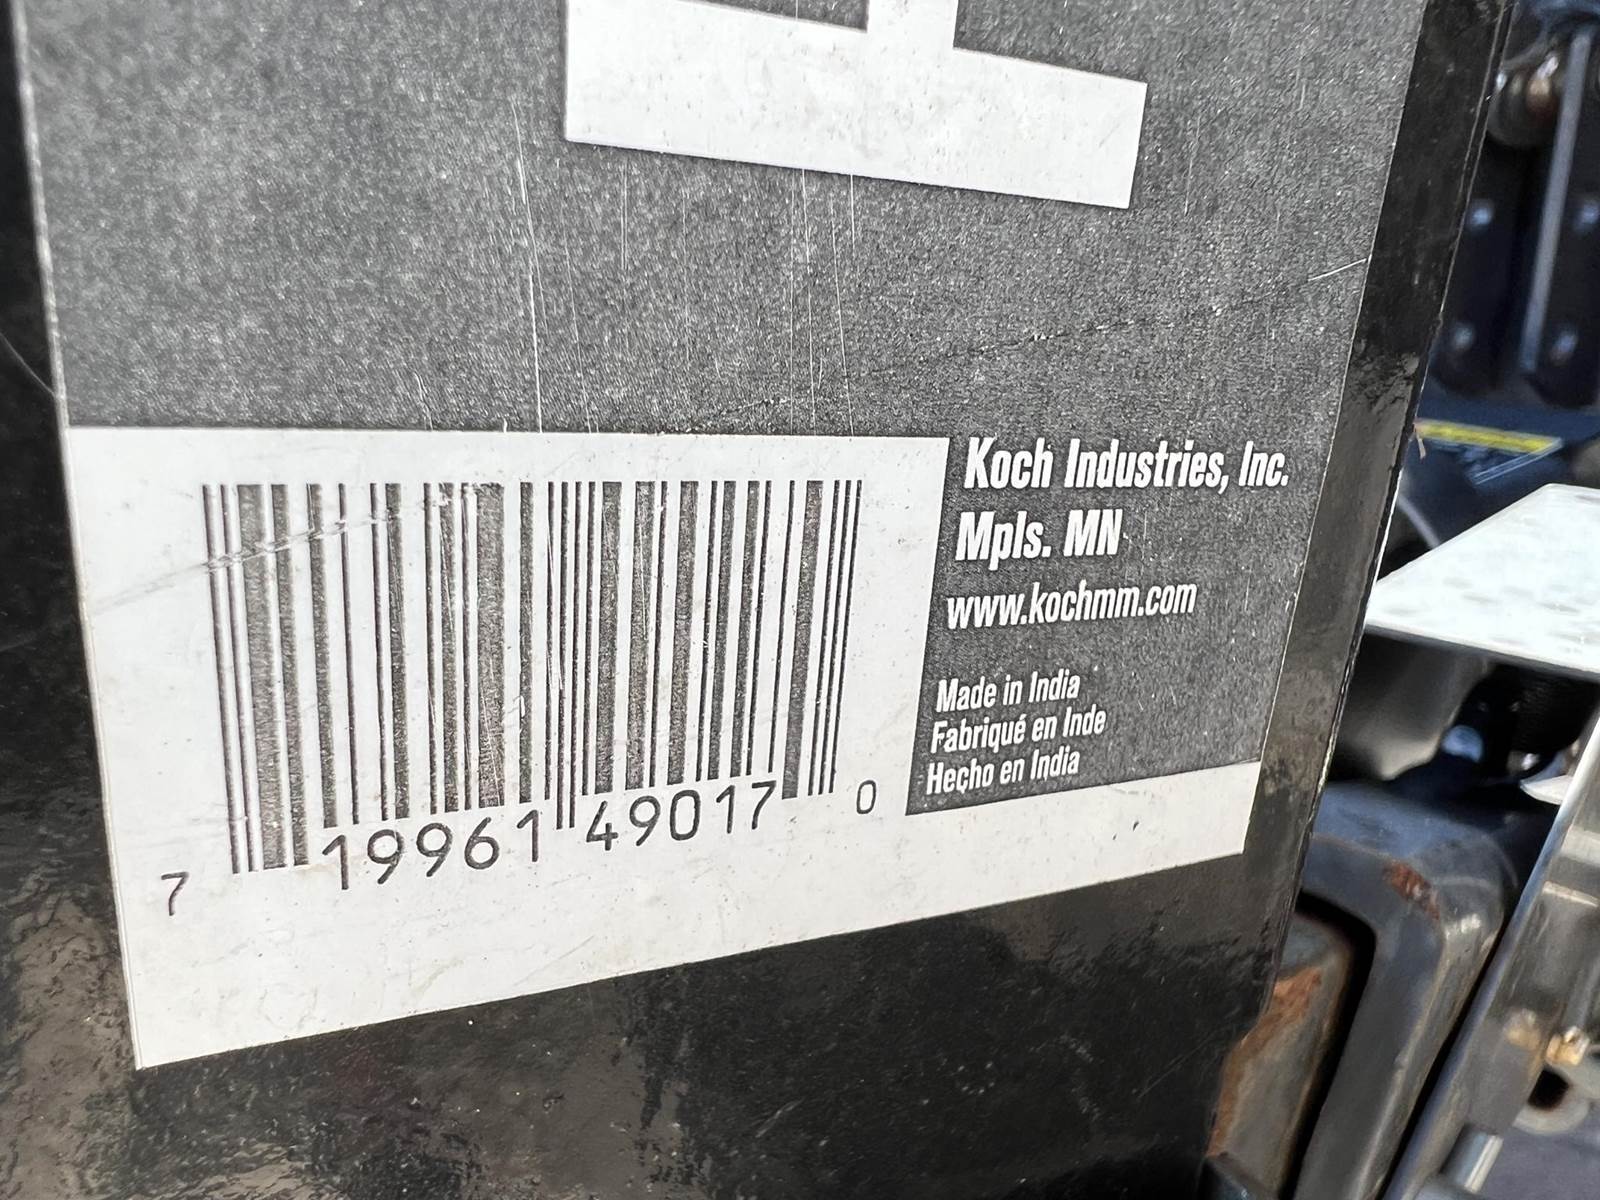 7 19961 49017 0
Koch Industries, Inc.
Mpls. MN
www.kochmm.com
Made in India
Fabriqué en Inde
Hecho en India